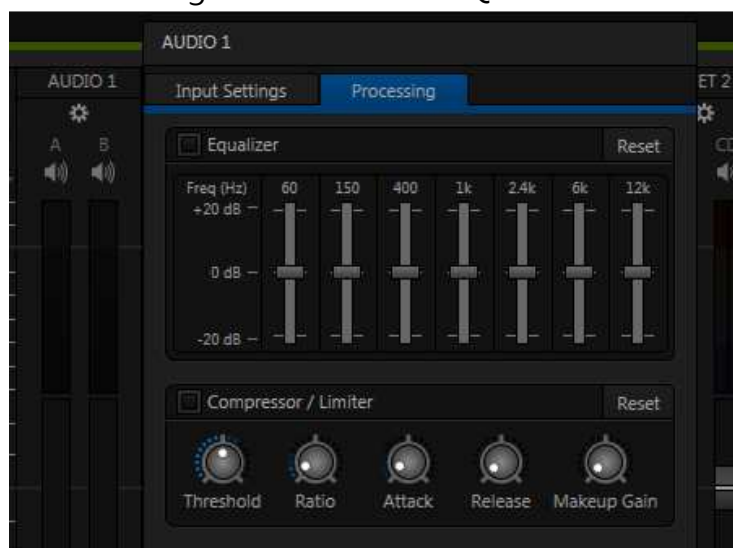 AUDIO 1
AUDIO 1
Input Settings Processing
A B
Equalizer Reset
Freq (Hz) 60 150 400 1k 2.4k 6k 12k
+20 dB
0 dB
-20 dB
Compressor / Limiter Reset
Threshold Ratio Attack Release Makeup Gain